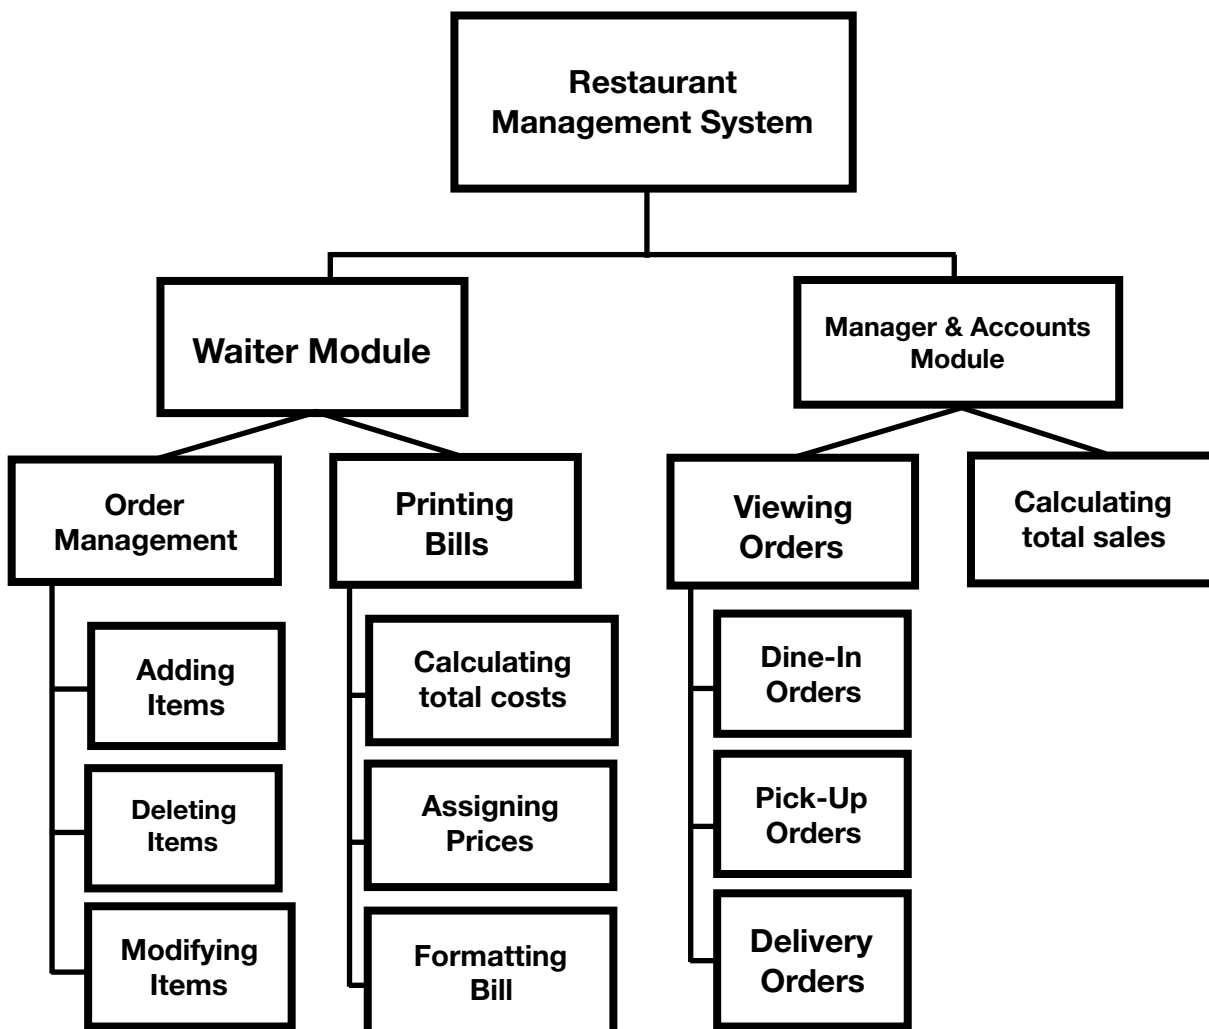 Restaurant
Management System
Waiter Module
Manager & Accounts
Module
Order
Management
Printing
Bills
Viewing
Orders
Calculating
total sales
Adding
Items
Calculating
total costs
Dine-In
Orders
Deleting
Items
Assigning
Prices
Pick-Up
Orders
Modifying
Items
Formatting
Bill
Delivery
Orders